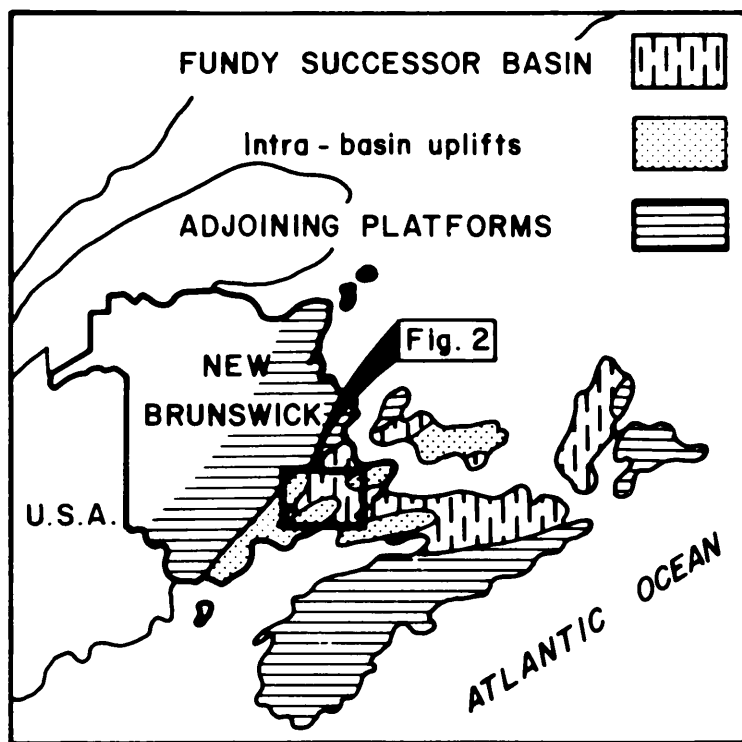 FUNDY SUCCESSOR BASIN
Intra-basin uplifts
ADJOINING PLATFORMS
Fig. 2
NEW
BRUNSWICK
U.S.A.
ATLANTIC OCEAN